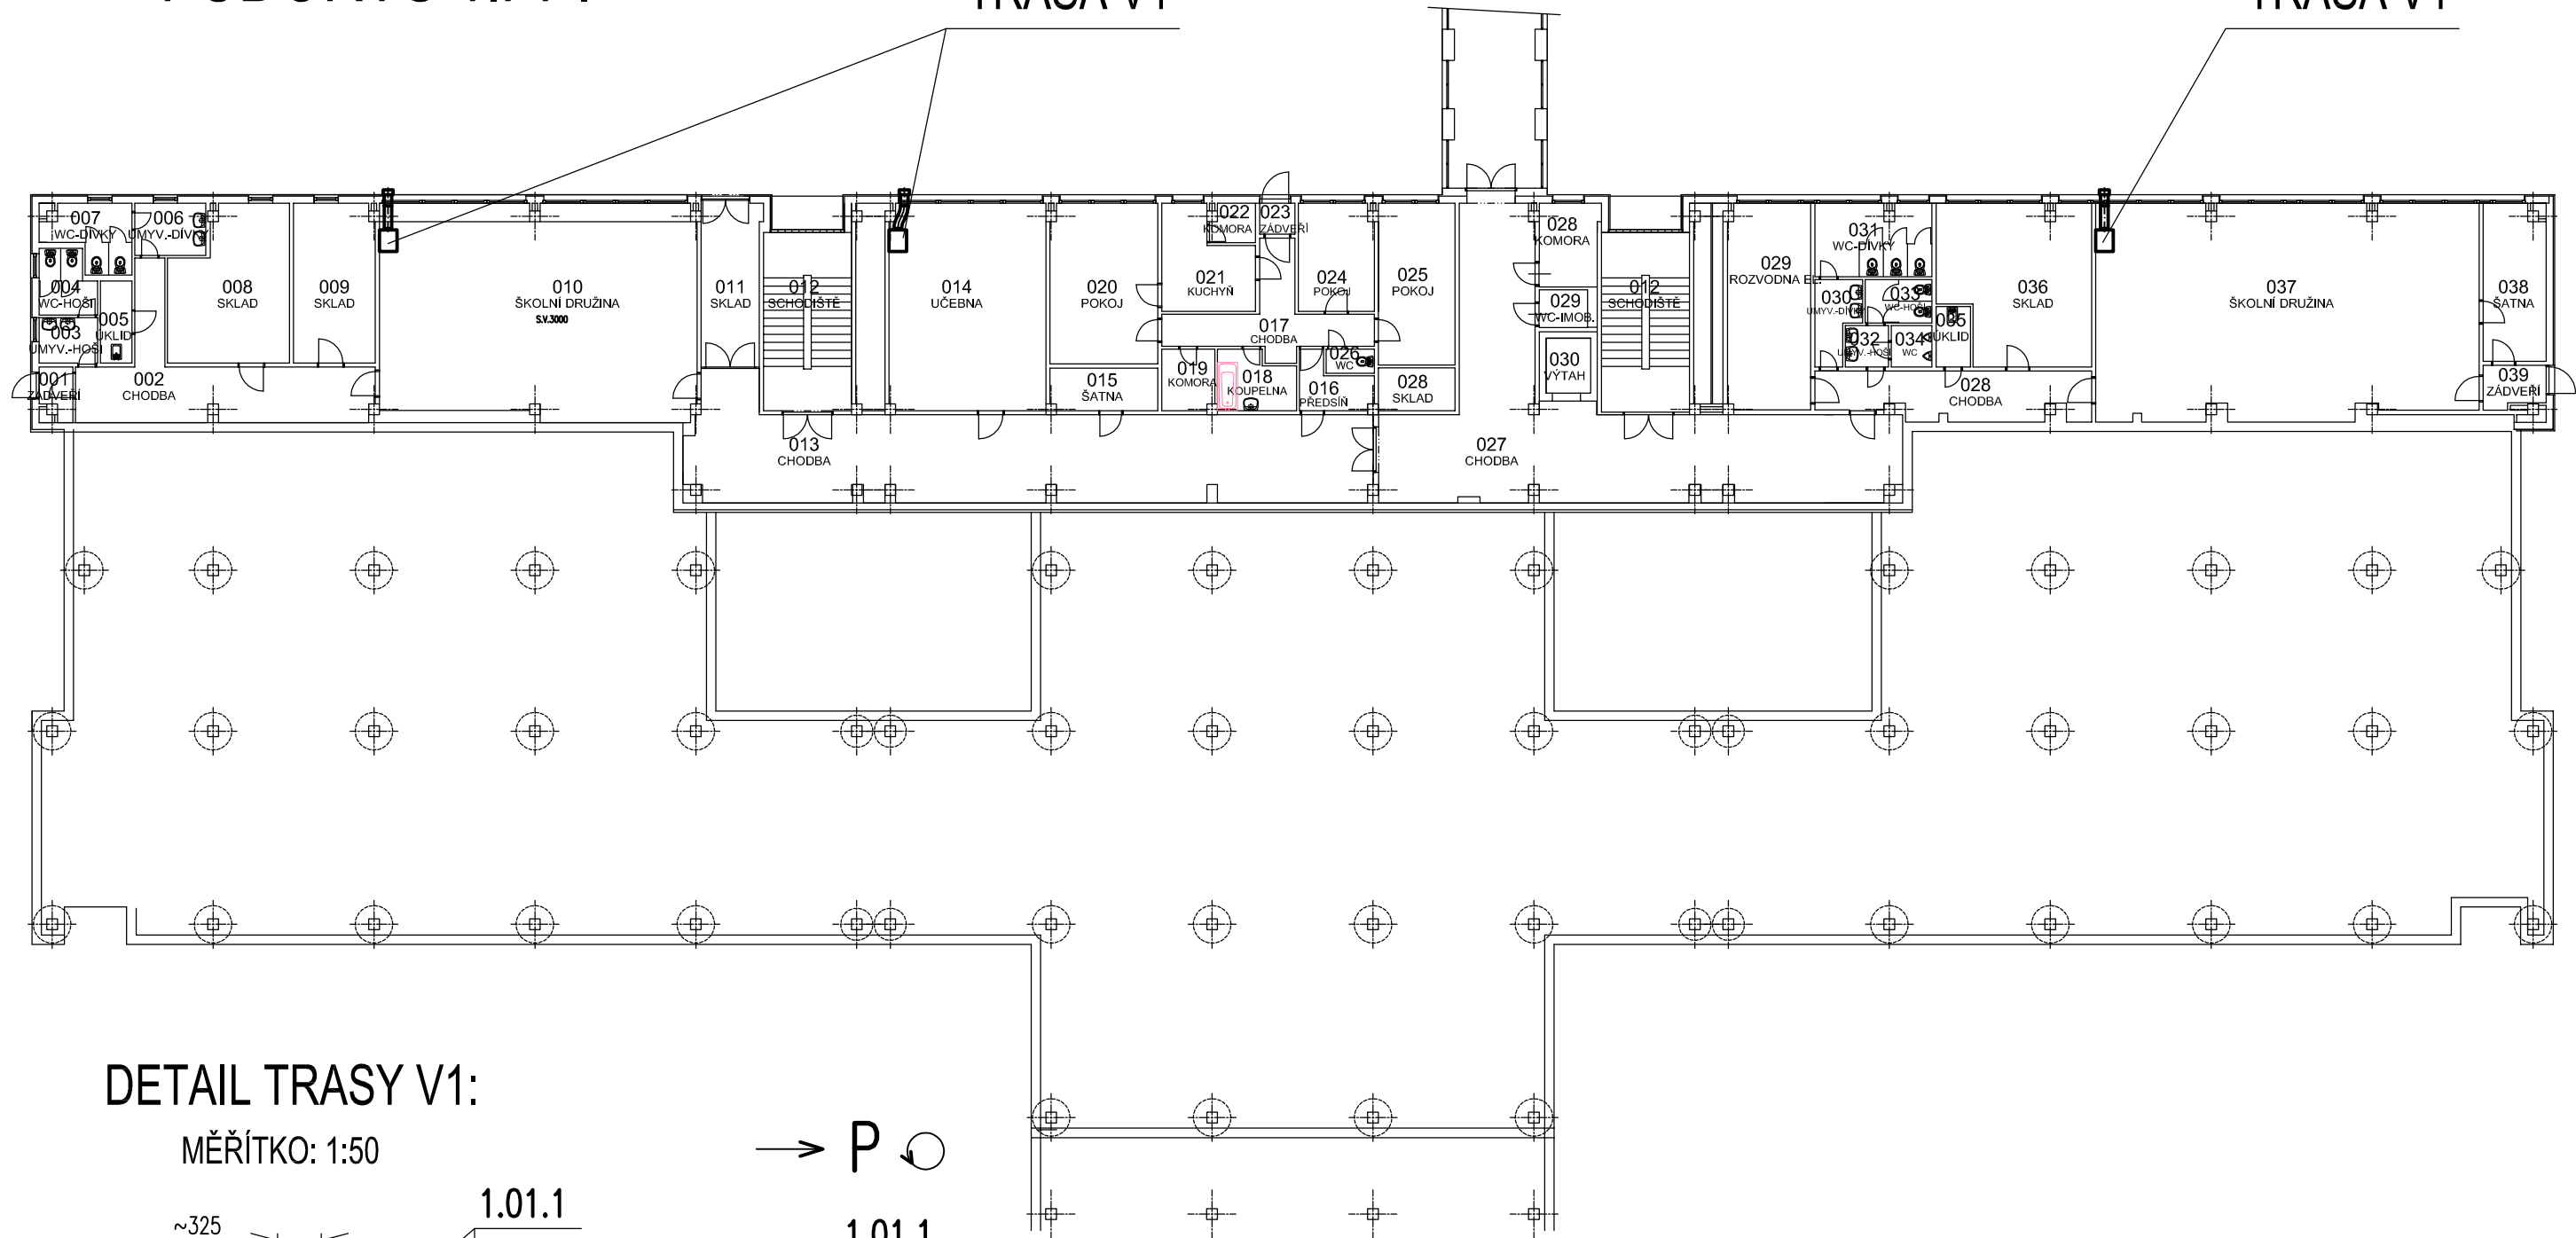 TRASA V1
TRASA V1
007
WC-DÍVKY
006
UMYV.-DÍVKY
004
WC-HOŠI
003
UMYV.-HOŠI
005
ÚKLID
001
ZÁDVEŘÍ
002
CHODBA
008
SKLAD
009
SKLAD
010
ŠKOLNÍ DRUŽINA
S.V.3000
011
SKLAD
012
SCHODIŠTĚ
013
CHODBA
014
UČEBNA
020
POKOJ
015
ŠATNA
021
KUCHYŇ
022
KOMORA
023
ZÁDVEŘÍ
024
POKOJ
017
CHODBA
019
KOMORA
018
KOUPELNA
026
WC
016
PŘEDSÍŇ
025
POKOJ
028
SKLAD
027
CHODBA
028
KOMORA
029
WC-IMOB.
030
VÝTAH
012
SCHODIŠTĚ
029
ROZVODNA EL.
031
WC-DÍVKY
030
UMYV.-DÍVKY
033
WC-HOŠI
032
UMYV.-HOŠI
034
WC
035
ÚKLID
036
SKLAD
028
CHODBA
037
ŠKOLNÍ DRUŽINA
038
ŠATNA
039
ZÁDVEŘÍ
DETAIL TRASY V1:
MĚŘÍTKO: 1:50
P
1.01.1
~325
1.01.1